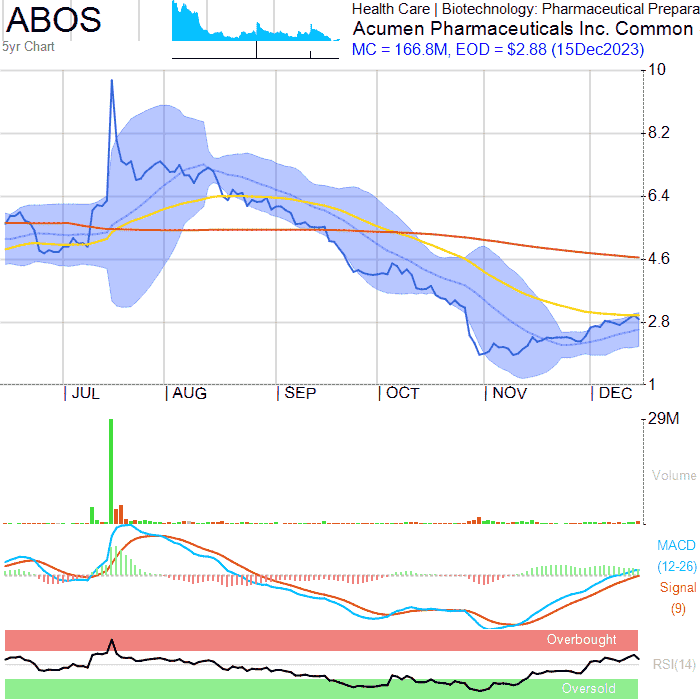 ABOS
5yr Chart
Health Care | Biotechnology: Pharmaceutical Prepara
Acumen Pharmaceuticals Inc. Common
MC = 166.8M, EOD = $2.88 (15Dec2023)
10
8.2
6.4
4.6
2.8
1
JUL AUG SEP OCT NOV DEC
29M
Volume
MACD
(12-26)
Signal
(9)
Overbought
RSI(14)
Oversold